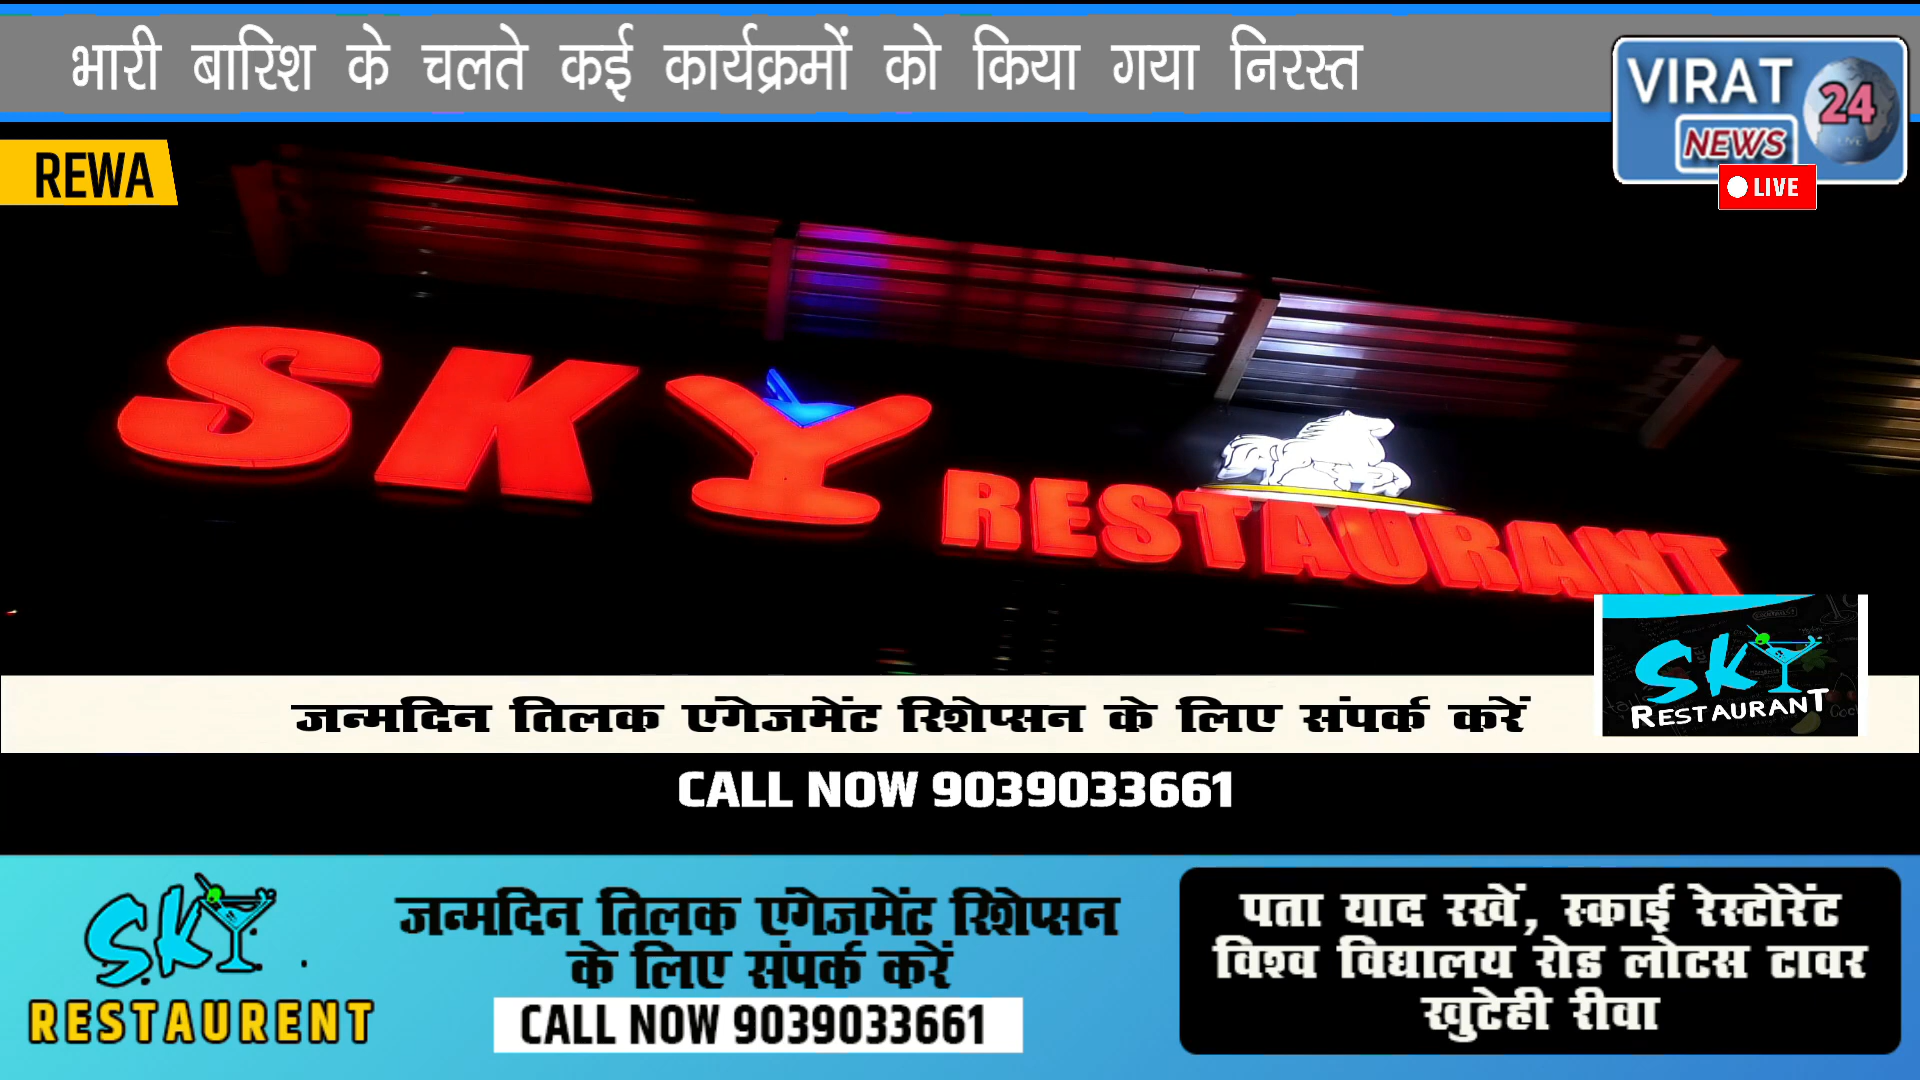 भारी बारिश के चलते कई कार्यक्रमों को किया गया निरस्त
VIRAT
24
NEWS
LIVE
REWA
SKY RESTAURANT
SKY
RESTAURANT
जन्मदिन तिलक एंगेजमेंट रिशेप्सन के लिए संपर्क करें
CALL NOW 9039033661
SKY
RESTAURENT
जन्मदिन तिलक एंगेजमेंट रिशेप्सन
के लिए संपर्क करें
CALL NOW 9039033661
पता याद रखें, स्काई रेस्टोरेंट
विश्व विद्यालय रोड लोटस टावर
खुटेही रीवा